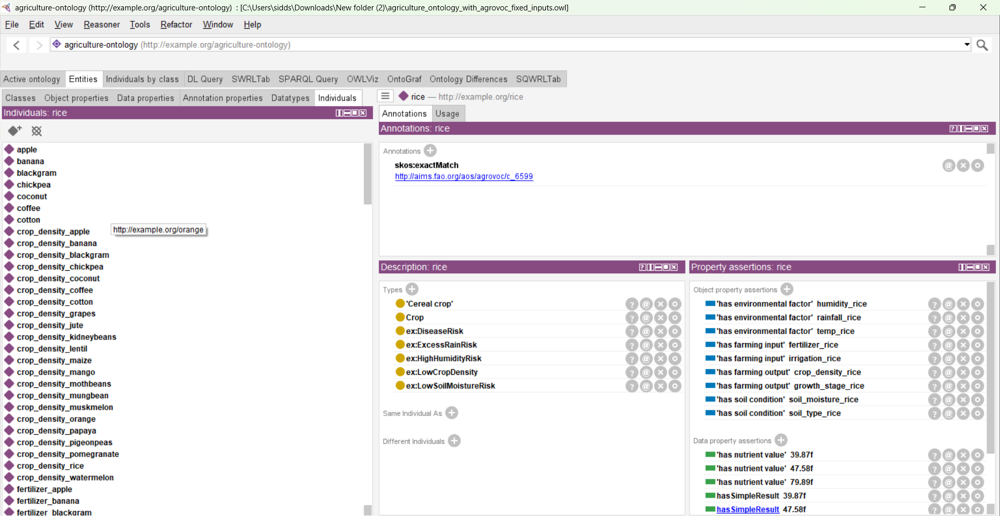 agriculture-ontology (http://example.org/agriculture-ontology) : [C:\Users\sidds\Downloads\New folder (2)\agriculture_ontology_with_agrovoc_fixed_inputs.owl]
File Edit View Reasoner Tools Refactor Window Help
agriculture-ontology (http://example.org/agriculture-ontology)
Active ontology Entities Individuals by class DL Query SWRLTab SPARQL Query OWLViz OntoGraf Ontology Differences SQWRLTab
Classes Object properties Data properties Annotation properties Datatypes Individuals
Individuals: rice
apple
banana
blackgram
chickpea
coconut
coffee
cotton
crop_density_apple
http://example.org/orange
crop_density_banana
crop_density_blackgram
crop_density_chickpea
crop_density_coconut
crop_density_coffee
crop_density_cotton
crop_density_grapes
crop_density_jute
crop_density_kidneybeans
crop_density_lentil
crop_density_maize
crop_density_mango
crop_density_mothbeans
crop_density_mungbean
crop_density_muskmelon
crop_density_orange
crop_density_papaya
crop_density_pigeonpeas
crop_density_pomegranate
crop_density_rice
crop_density_watermelon
fertilizer_apple
fertilizer_banana
fertilizer_blackgram
rice — http://example.org/rice
Annotations Usage
Annotations: rice
Annotations
skos:exactMatch
http://aims.fao.org/aos/agrovoc/c_6599
Description: rice
Types
'Cereal crop'
Crop
ex:DiseaseRisk
ex:ExcessRainRisk
ex:HighHumidityRisk
ex:LowCropDensity
ex:LowSoilMoistureRisk
Same Individual As
Different Individuals
Property assertions: rice
Object property assertions
'has environmental factor' humidity_rice
'has environmental factor' rainfall_rice
'has environmental factor' temp_rice
'has farming input' fertilizer_rice
'has farming input' irrigation_rice
'has farming output' crop_density_rice
'has farming output' growth_stage_rice
'has soil condition' soil_moisture_rice
'has soil condition' soil_type_rice
Data property assertions
'has nutrient value' 39.87f
'has nutrient value' 47.58f
'has nutrient value' 79.89f
hasSimpleResult 39.87f
hasSimpleResult 47.58f